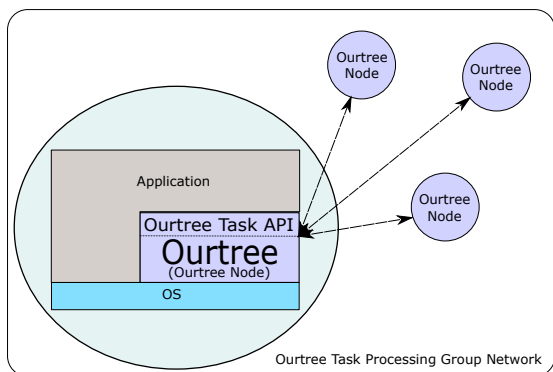 Ourtree
Node
Ourtree
Node
Ourtree
Node
Application
Ourtree Task API
Ourtree
(Ourtree Node)
OS
Ourtree Task Processing Group Network